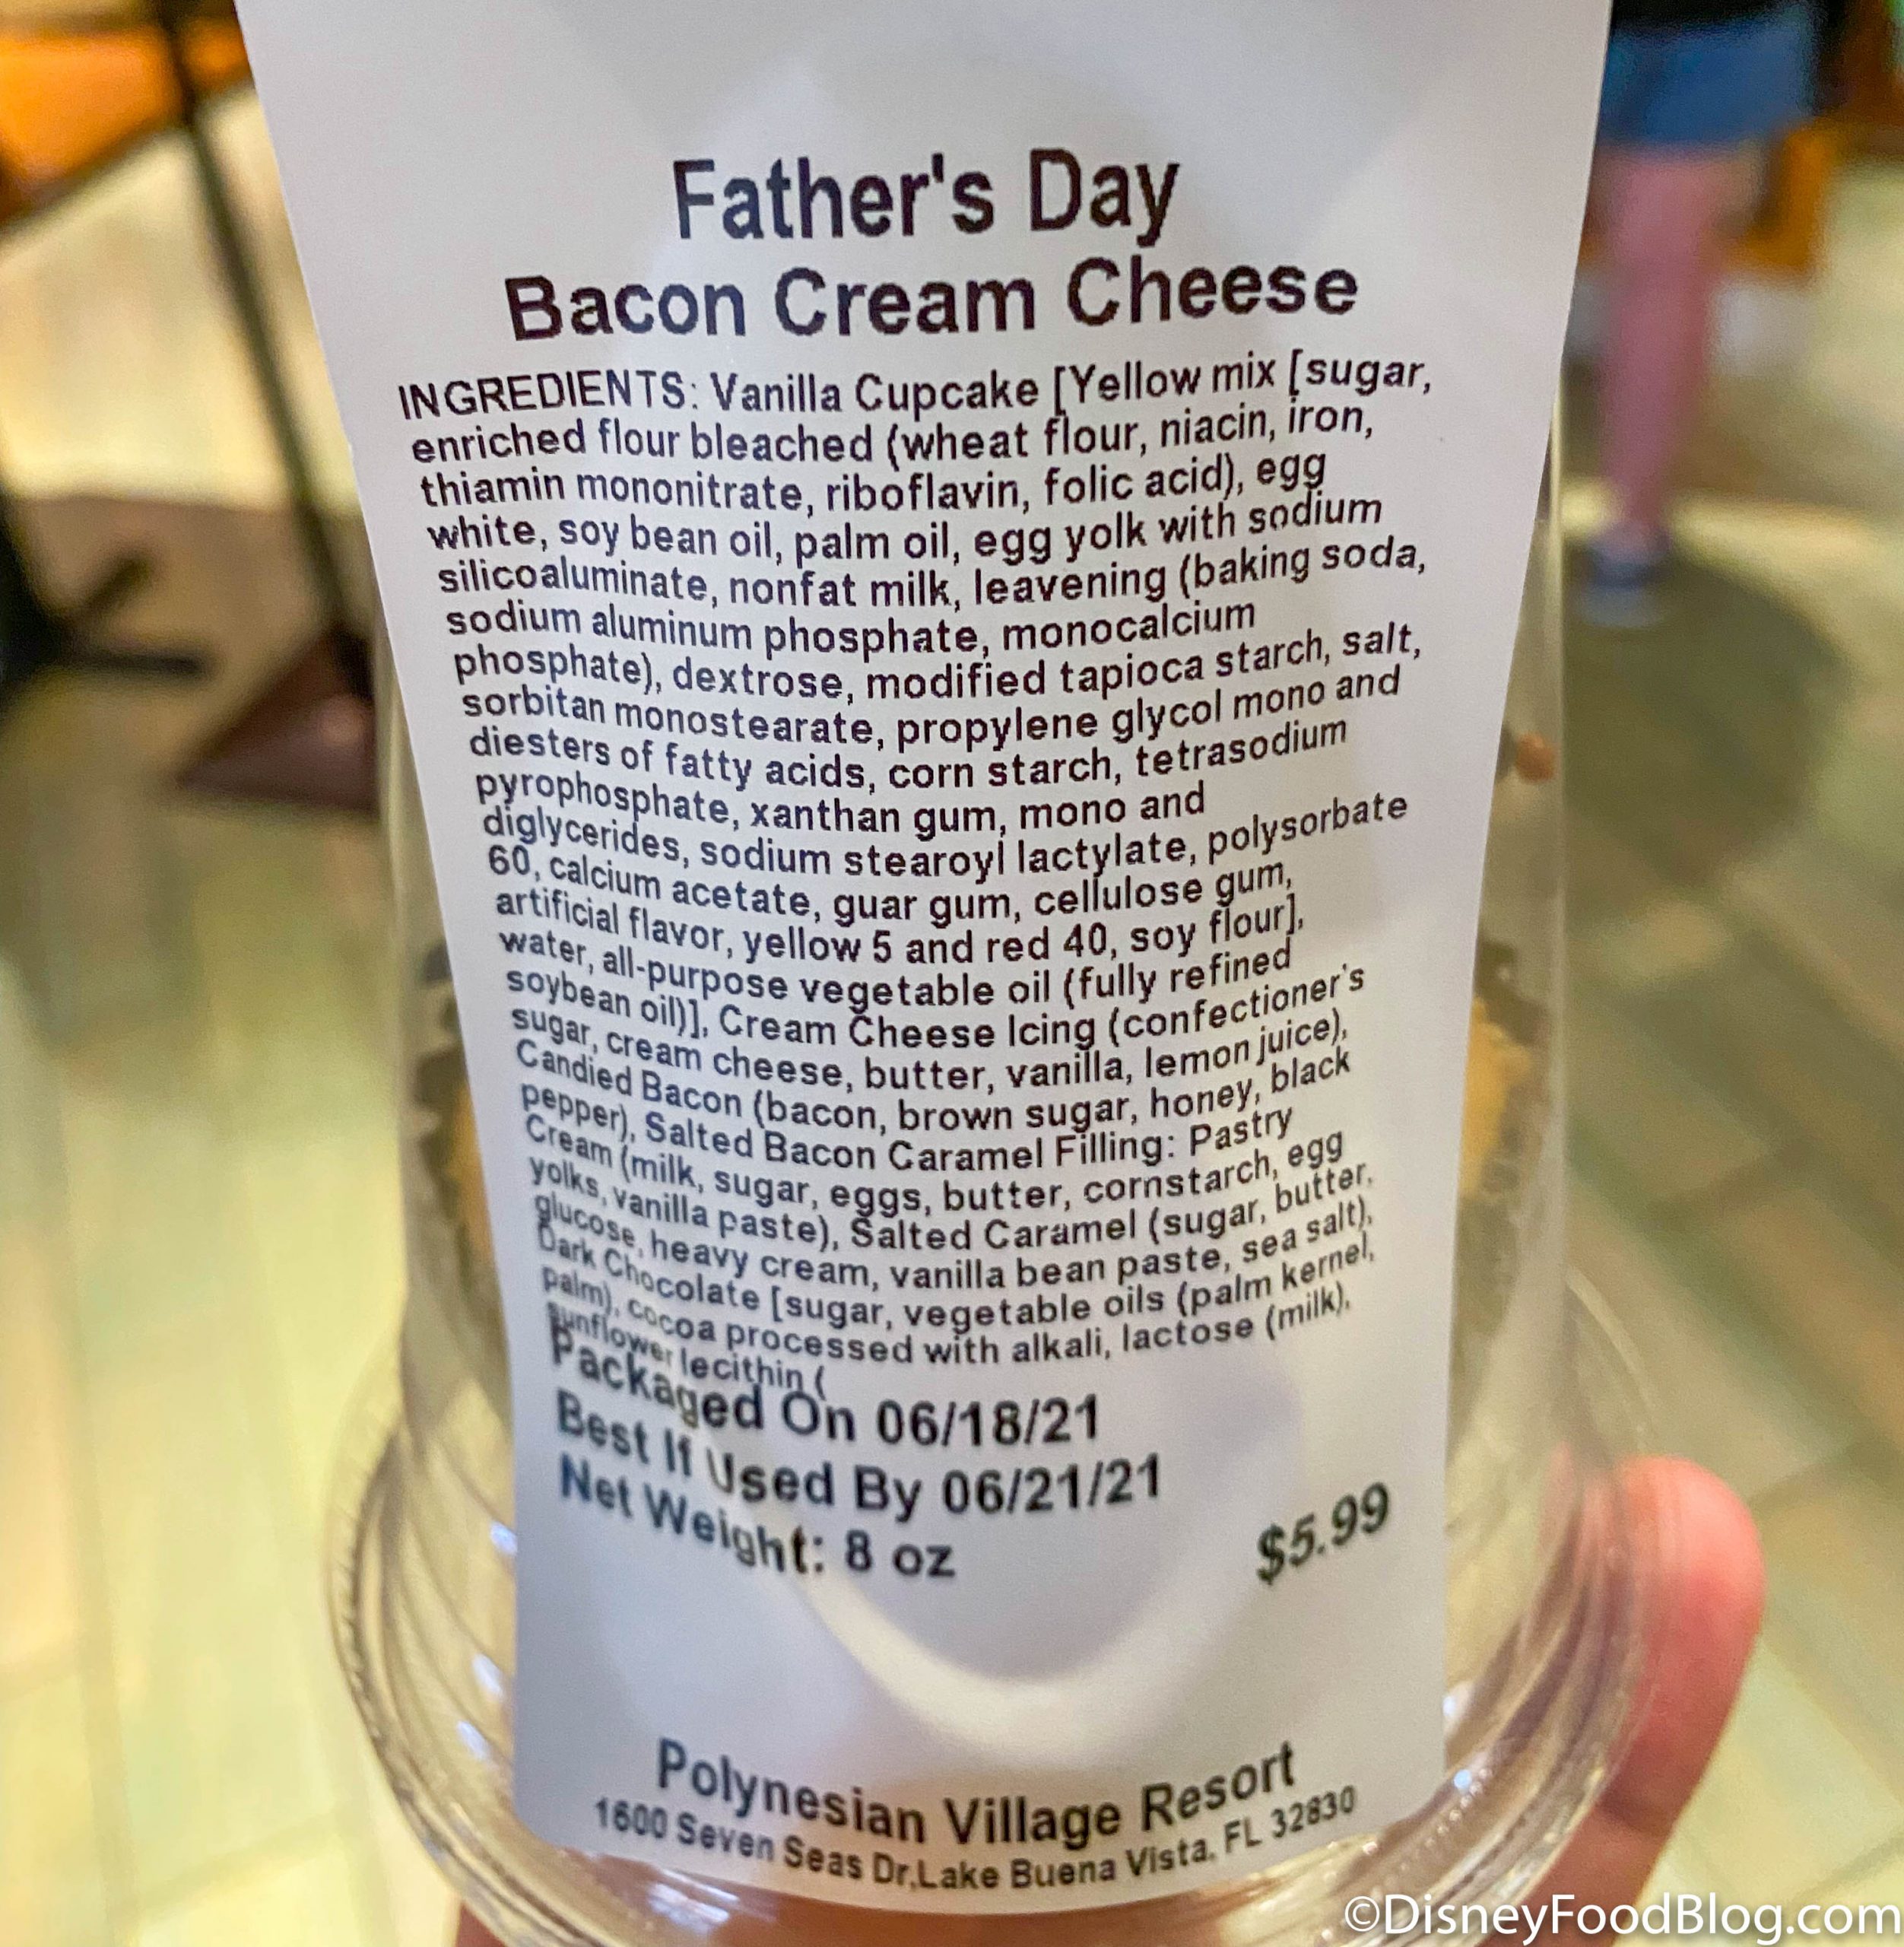 Father's Day
Bacon Cream Cheese
INGREDIENTS: Vanilla Cupcake [Yellow mix [sugar,
enriched flour bleached (wheat flour, niacin, iron,
thiamin mononitrate, riboflavin, folic acid), egg
white, soy bean oil, palm oil, egg yolk with sodium
silicoaluminate, nonfat milk, leavening (baking soda,
sodium aluminum phosphate, monocalcium
phosphate), dextrose, modified tapioca starch, salt,
sorbitan monostearate, propylene glycol mono and
diesters of fatty acids, corn starch, tetrasodium
pyrophosphate, xanthan gum, mono and
diglycerides, sodium stearoyl lactylate, polysorbate
60, calcium acetate, guar gum, cellulose gum,
artificial flavor, yellow 5 and red 40, soy flour],
water, all-purpose vegetable oil (fully refined
soybean oil)], Cream Cheese Icing (confectioner's
sugar, cream cheese, butter, vanilla, lemon juice),
Candied Bacon (bacon, brown sugar, honey, black
pepper), Salted Bacon Caramel Filling: Pastry
Cream (milk, sugar, eggs, butter, cornstarch, egg
yolks, vanilla paste), Salted Caramel (sugar, butter,
glucose, heavy cream, vanilla bean paste, sea salt),
Dark Chocolate [sugar, vegetable oils (palm kernel,
palm), cocoa processed with alkali, lactose (milk),
sunflower lecithin (
Packaged On 06/18/21
Best If Used By 06/21/21
Net Weight: 8 oz
$5.99
Polynesian Village Resort
1600 Seven Seas Dr,Lake Buena Vista, FL 32830
©DisneyFoodBlog.com